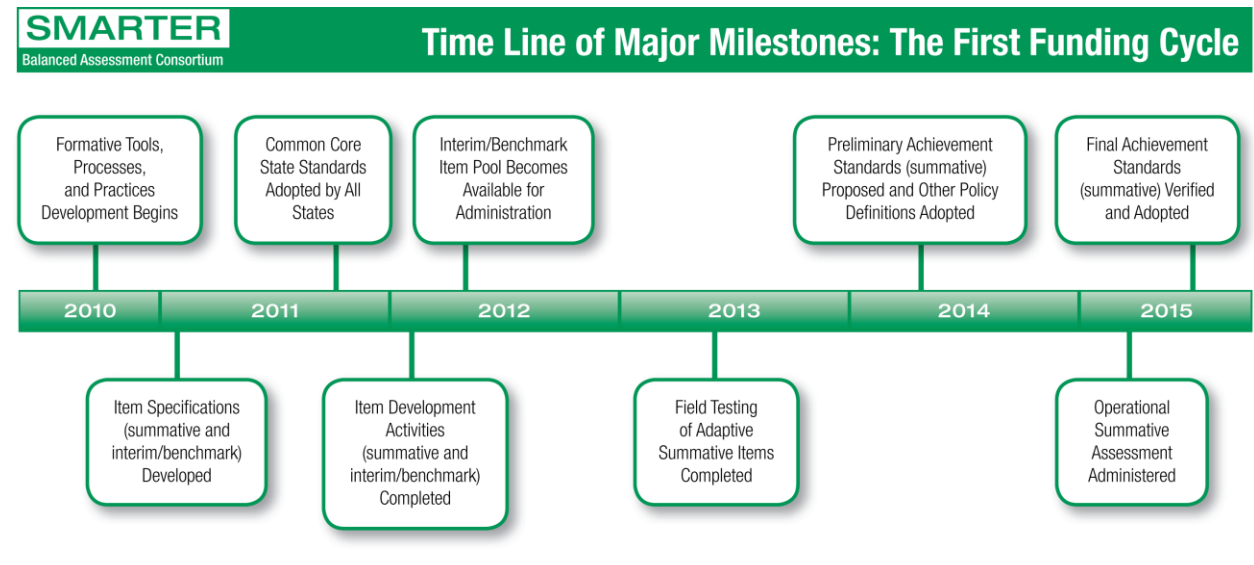 SMARTER
Balanced Assessment Consortium
Time Line of Major Milestones: The First Funding Cycle
Formative Tools,
Processes,
and Practices
Development Begins
Common Core
State Standards
Adopted by All
States
Interim/Benchmark
Item Pool Becomes
Available for
Administration
Preliminary Achievement
Standards (summative)
Proposed and Other Policy
Definitions Adopted
Final Achievement
Standards
(summative) Verified
and Adopted
2010 2011 2012 2013 2014 2015
Item Specifications
(summative and
interim/benchmark)
Developed
Item Development
Activities
(summative and
interim/benchmark)
Completed
Field Testing
of Adaptive
Summative Items
Completed
Operational
Summative
Assessment
Administered